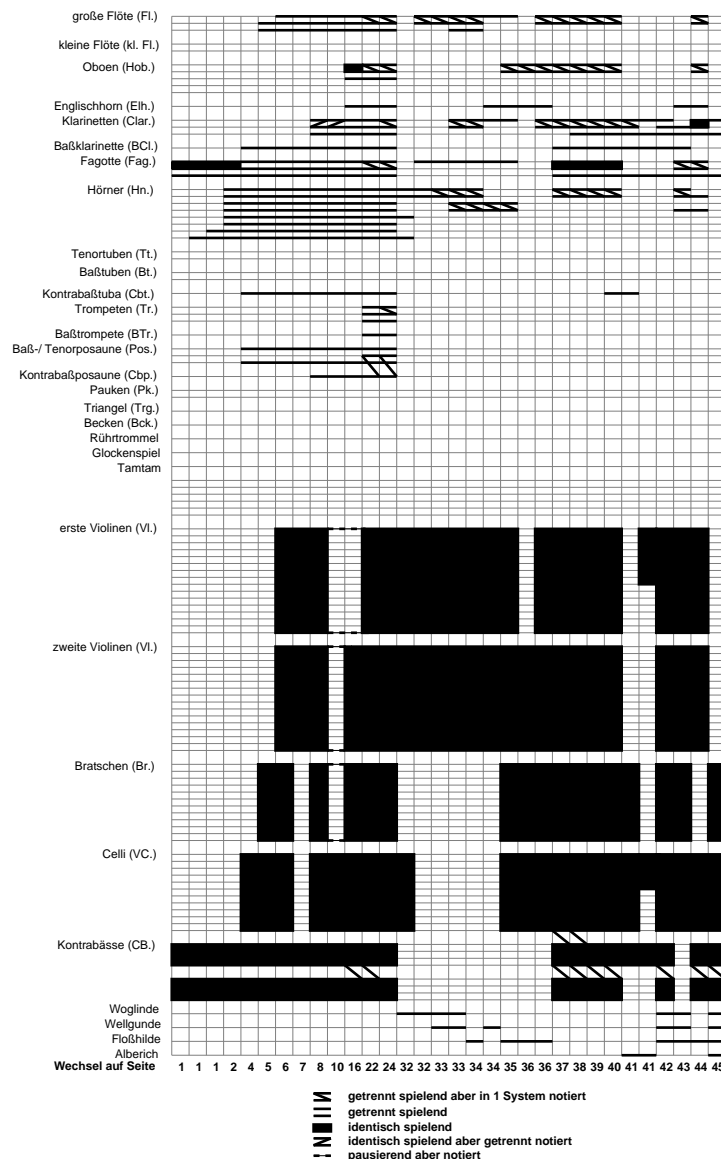 große Flöte (Fl.)
kleine Flöte (kl. Fl.)
Oboen (Hob.)
Englischhorn (Elh.)
Klarinetten (Clar.)
Baßklarinette (BCl.)
Fagotte (Fag.)
Hörner (Hn.)
Tenortuben (Tt.)
Baßtuben (Bt.)
Kontrabaßtuba (Cbt.)
Trompeten (Tr.)
Baßtrompete (BTr.)
Baß-/ Tenorposaune (Pos.)
Kontrabaßposaune (Cbp.)
Pauken (Pk.)
Triangel (Trg.)
Becken (Bck.)
Rührtrommel
Glockenspiel
Tamtam
erste Violinen (Vl.)
zweite Violinen (Vl.)
Bratschen (Br.)
Celli (VC.)
Kontrabässe (CB.)
Woglinde
Wellgunde
Floßhilde
Alberich
Wechsel auf Seite 1 1 1 2 4 5 6 7 8 10 16 22 24 32 32 33 34 34 35 36 36 37 38 39 40 41 41 42 43 44 45
getrennt spielend aber in 1 System notiert
getrennt spielend
identisch spielend
identisch spielend aber getrennt notiert
pausierend aber notiert